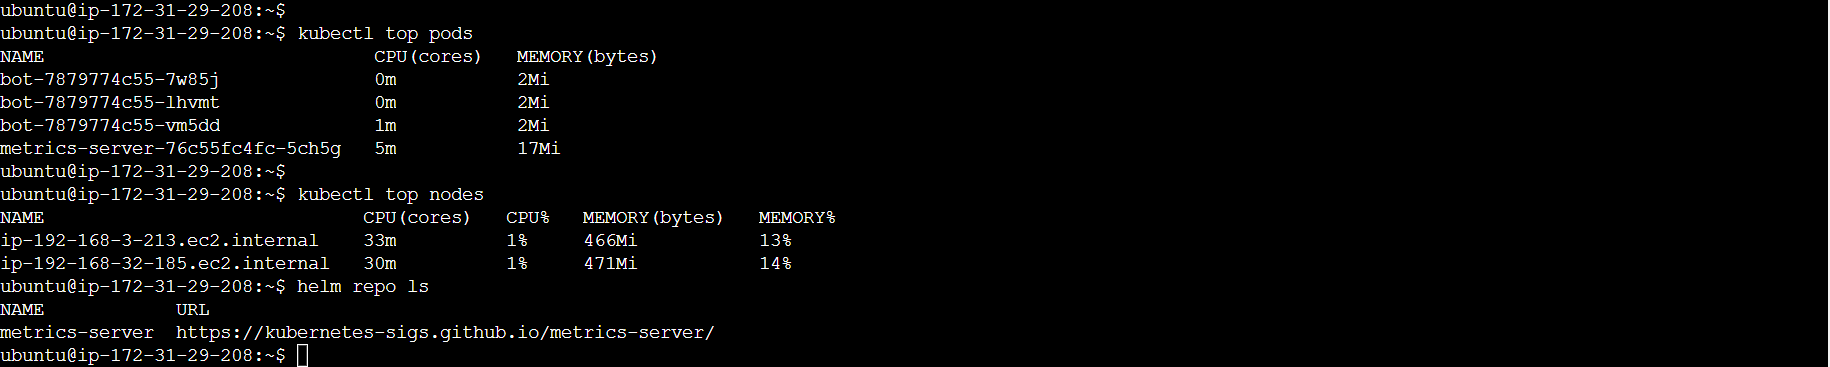 ubuntu@ip-172-31-29-208:~$
ubuntu@ip-172-31-29-208:~$ kubectl top pods
NAME                               CPU(cores)   MEMORY(bytes)
bot-7879774c55-7w85j               0m           2Mi
bot-7879774c55-lhvmt               0m           2Mi
bot-7879774c55-vm5dd               1m           2Mi
metrics-server-76c55fc4fc-5ch5g   5m           17Mi
ubuntu@ip-172-31-29-208:~$
ubuntu@ip-172-31-29-208:~$ kubectl top nodes
NAME                             CPU(cores)   CPU%   MEMORY(bytes)   MEMORY%
ip-192-168-3-213.ec2.internal    33m          1%     466Mi           13%
ip-192-168-32-185.ec2.internal   30m          1%     471Mi           14%
ubuntu@ip-172-31-29-208:~$ helm repo ls
NAME            URL
metrics-server  https://kubernetes-sigs.github.io/metrics-server/
ubuntu@ip-172-31-29-208:~$